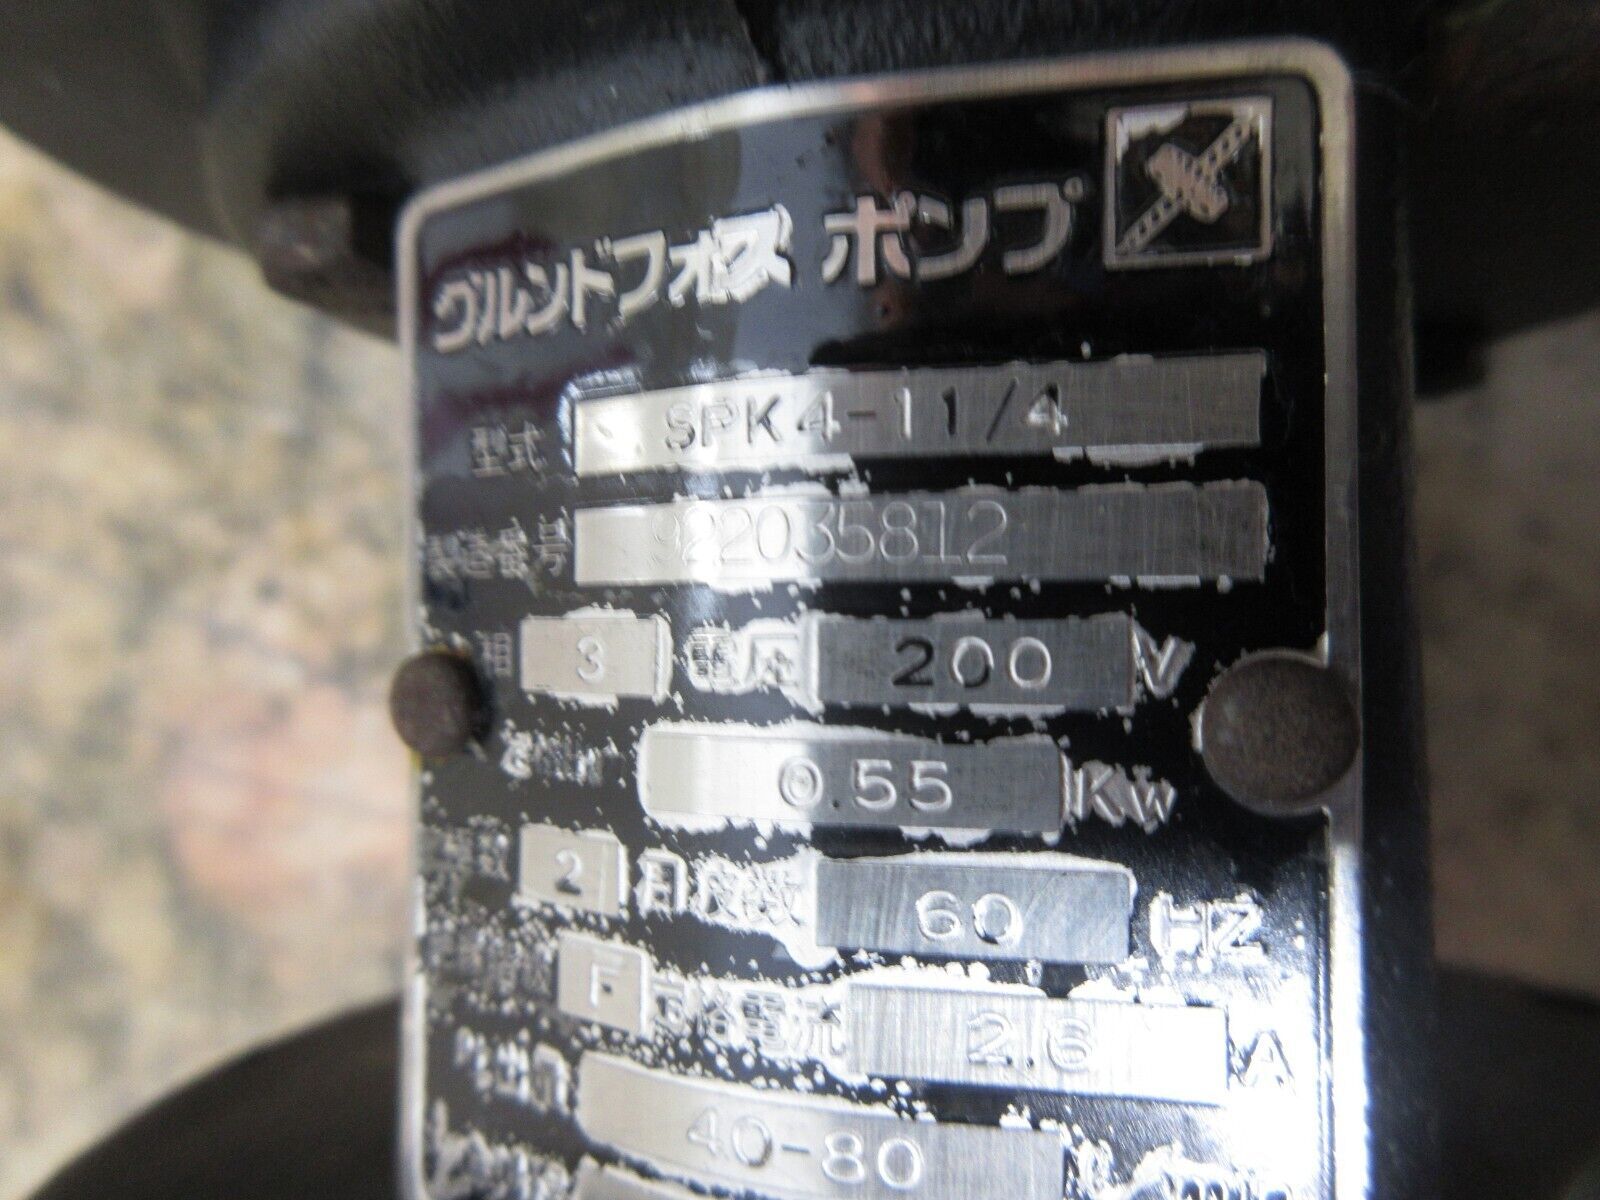 グルンドフォス ポンプ
型式 SPK4-11/4
製造番号 922035812
相 3 電圧 200 V
0.55 Kw
2 周波数 60 HZ
F 定格電流 2.6 A
40-80